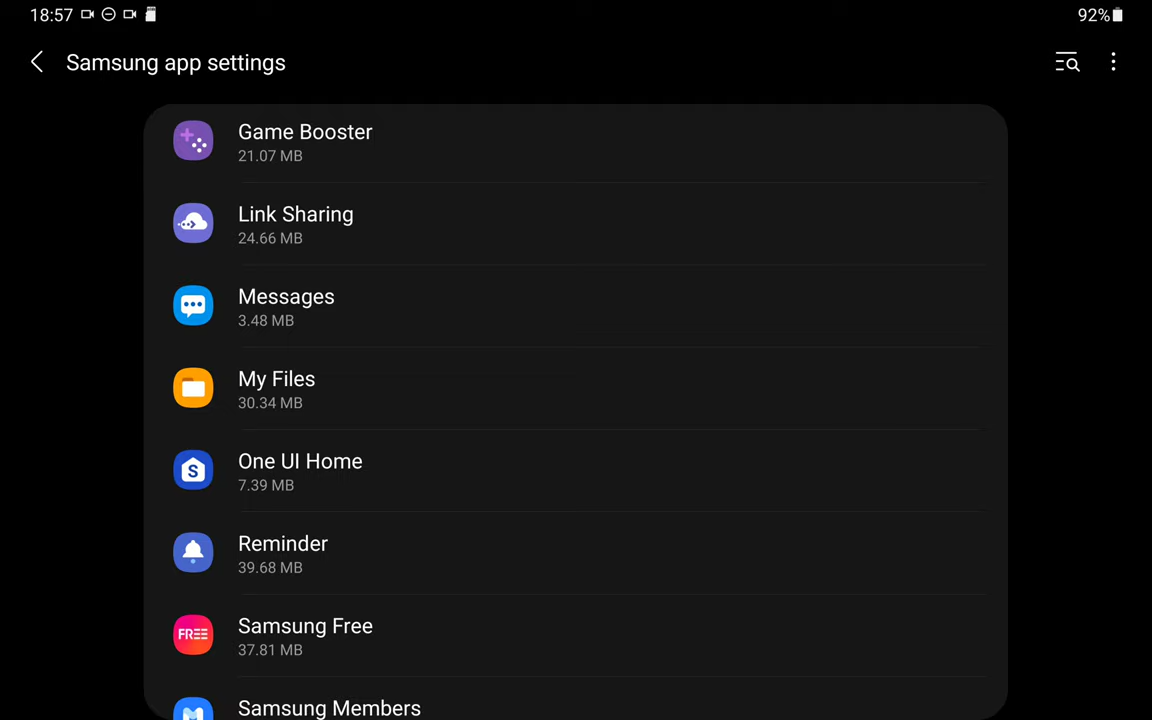 18:57
92%
Samsung app settings
Game Booster
21.07 MB
Link Sharing
24.66 MB
Messages
3.48 MB
My Files
30.34 MB
One UI Home
7.39 MB
Reminder
39.68 MB
FREE
Samsung Free
37.81 MB
Samsung Members